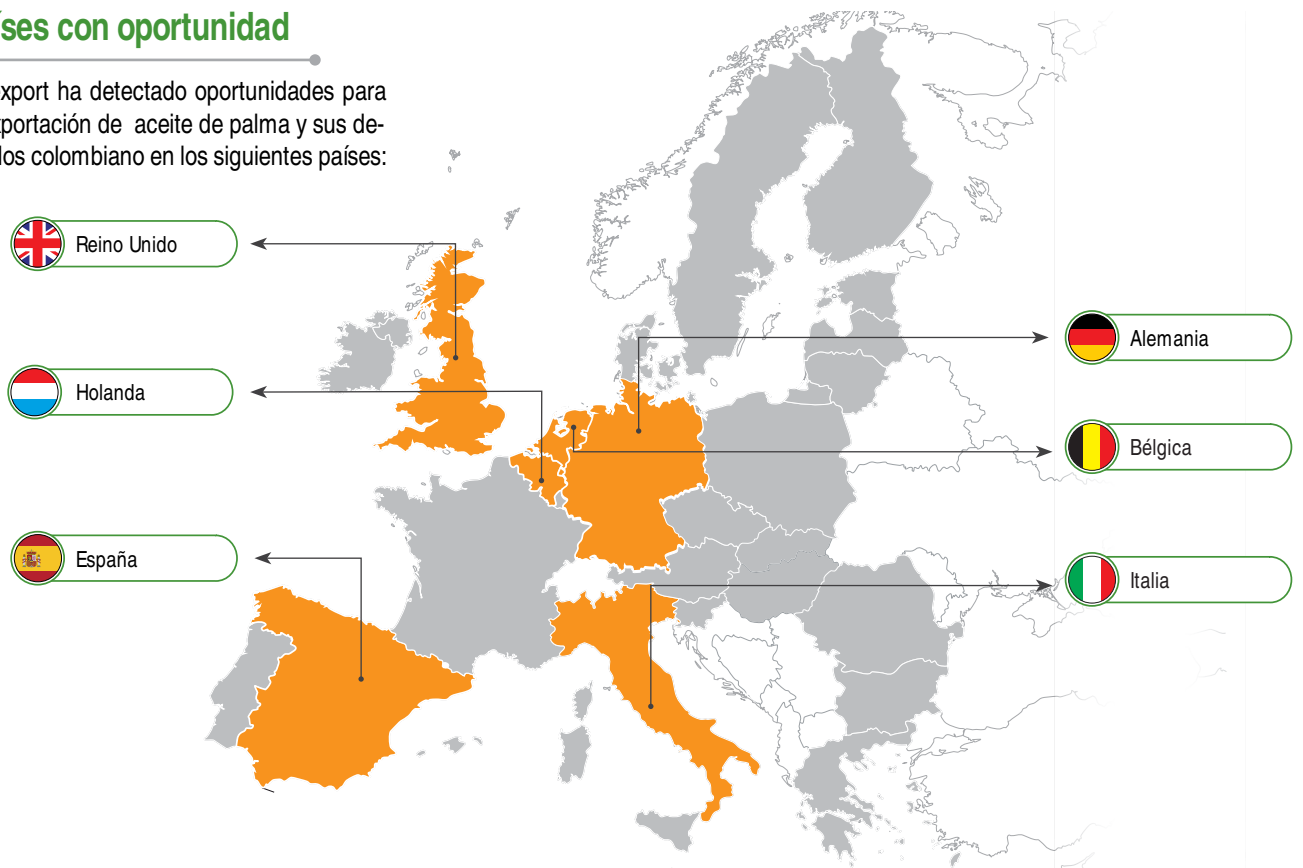 íses con oportunidad
xport ha detectado oportunidades para
xportación de aceite de palma y sus de-
dos colombiano en los siguientes países:
Reino Unido
Holanda
España
Alemania
Bélgica
Italia